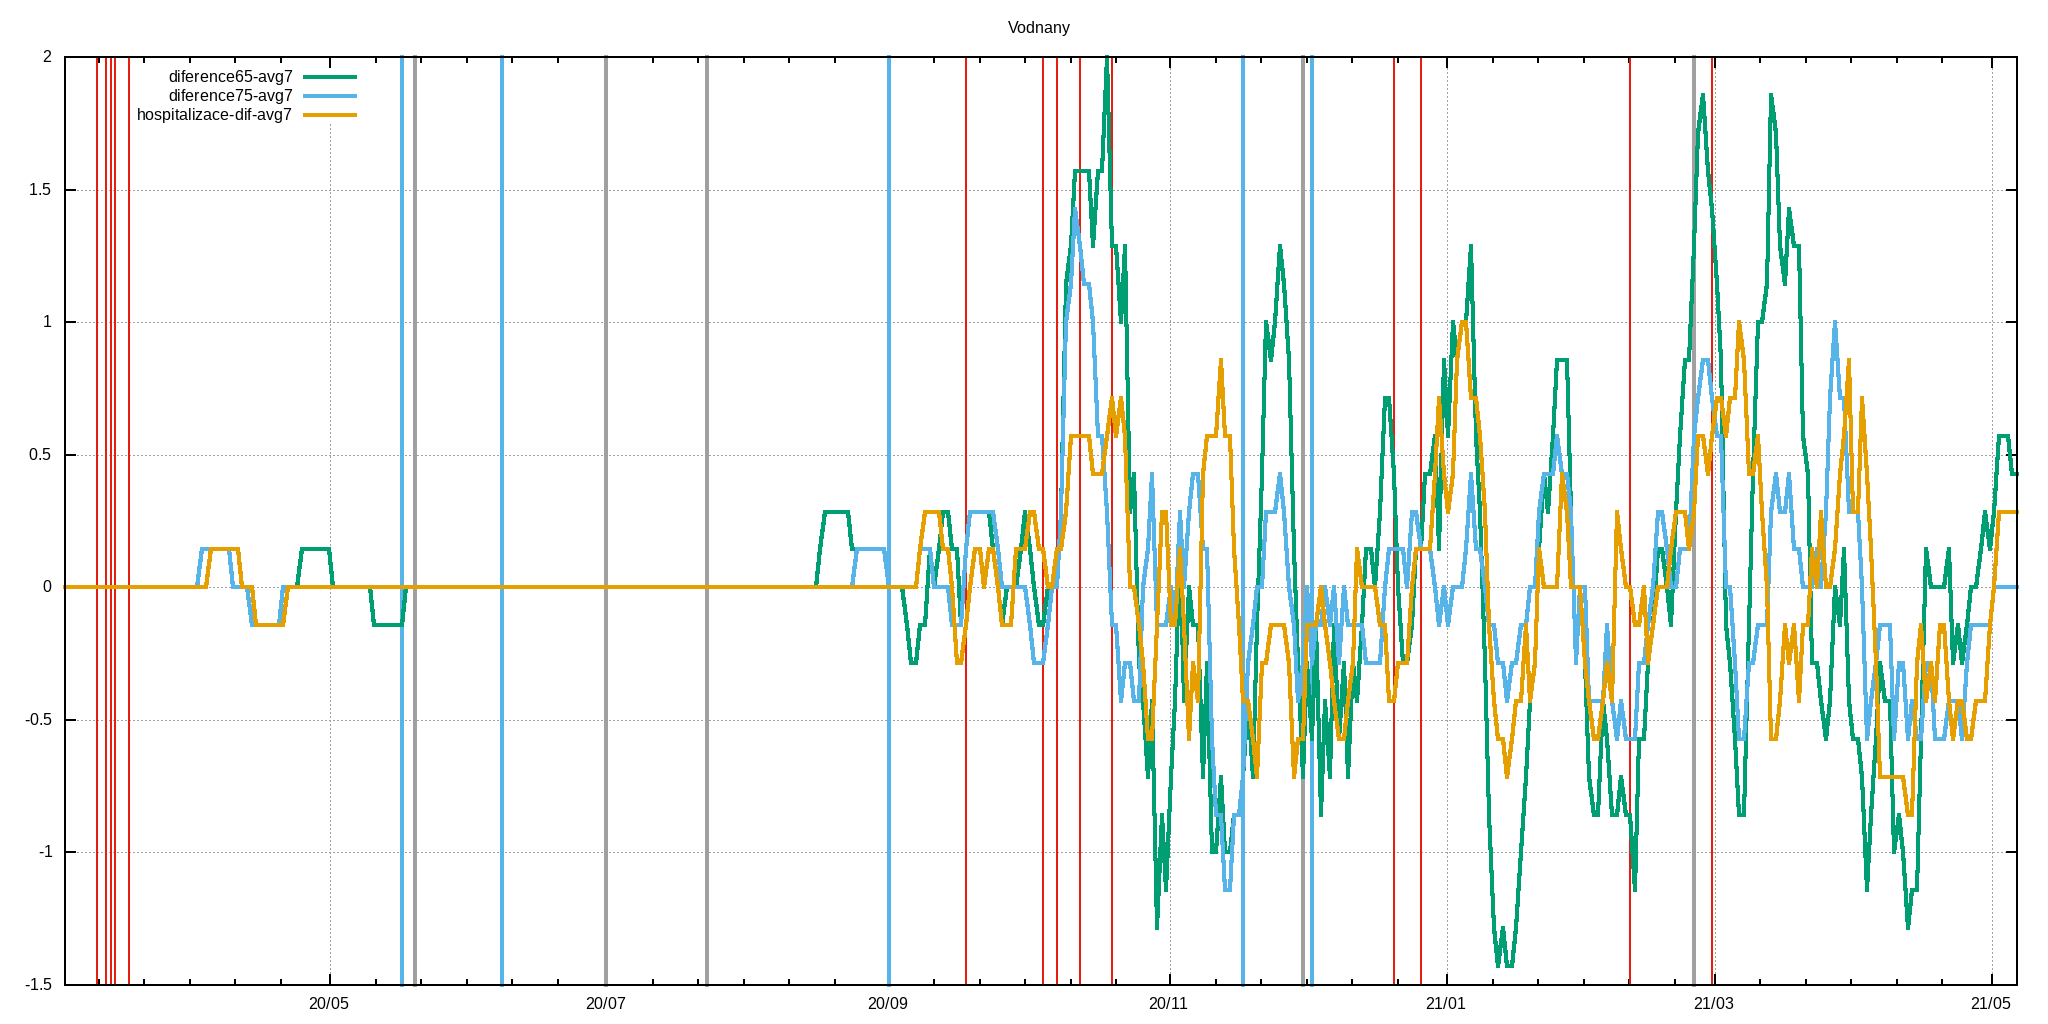 Vodnany
2
diference65-avg7
diference75-avg7
hospitalizace-dif-avg7
1.5
1
0.5
0
-0.5
-1
-1.5
20/05 20/07 20/09 20/11 21/01 21/03 21/05